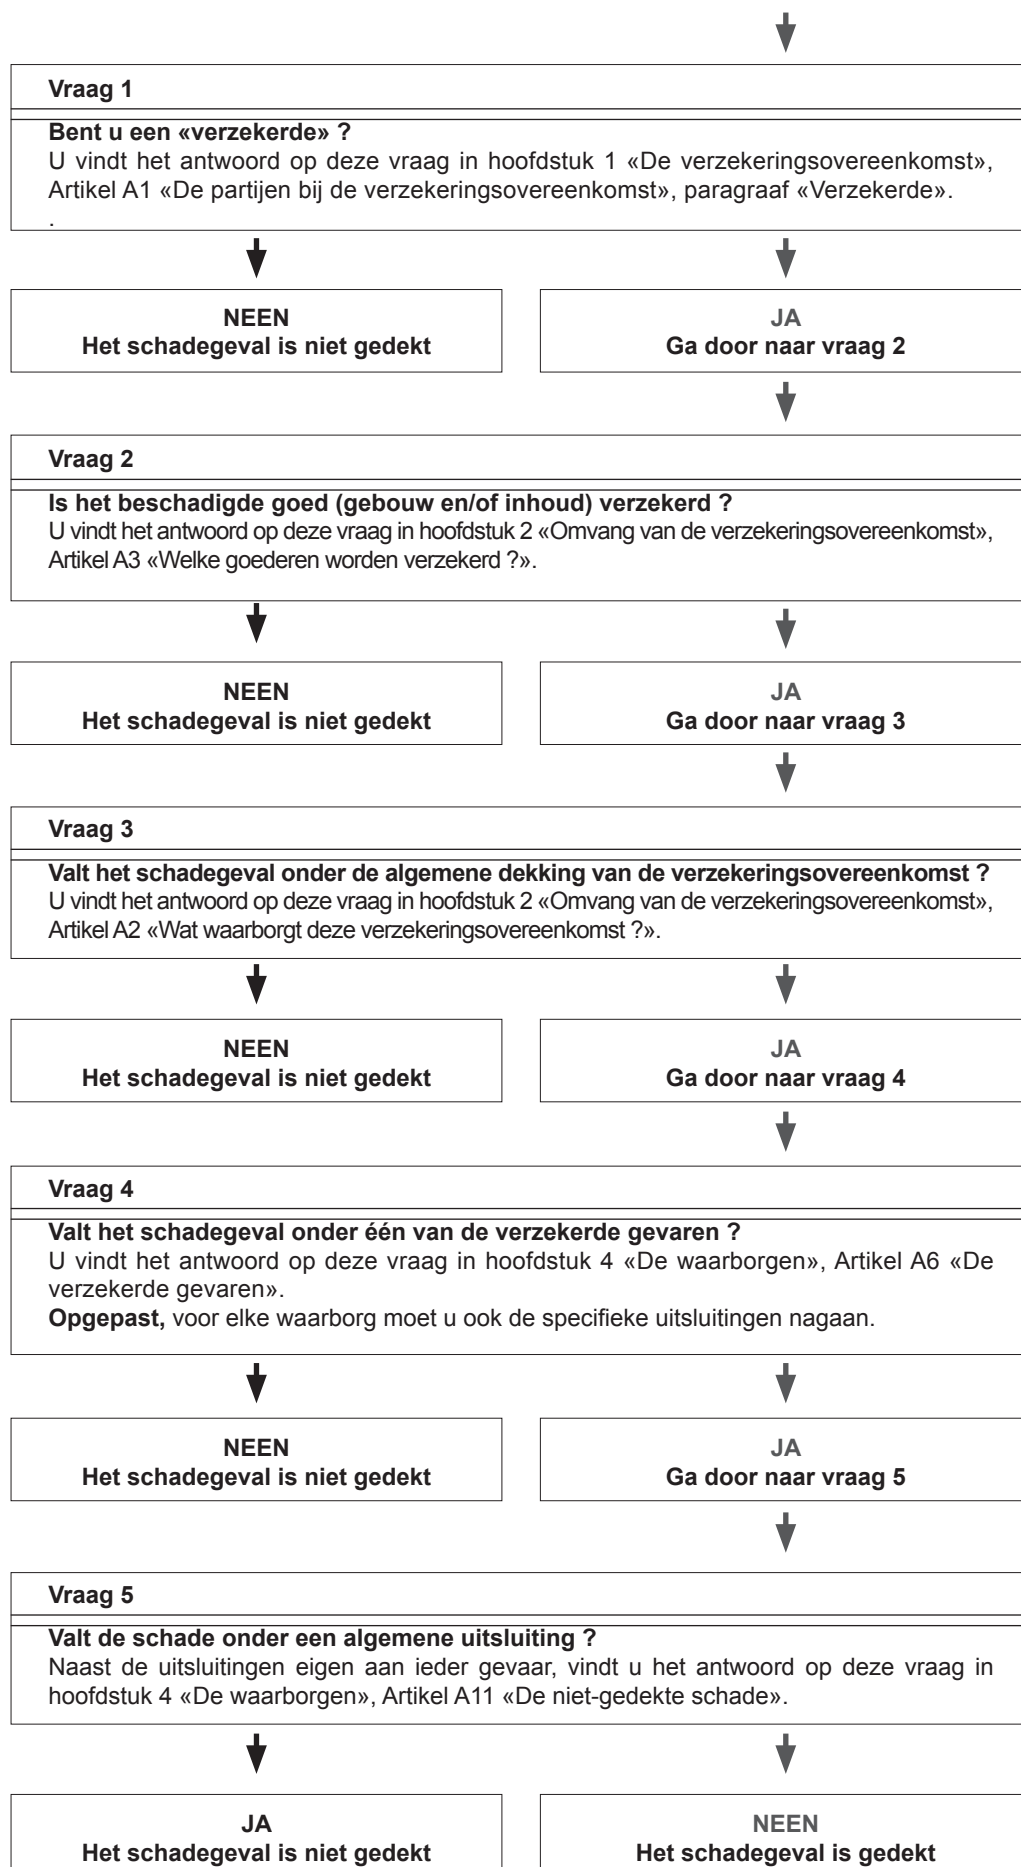 Vraag 1
Bent u een «verzekerde» ?
U vindt het antwoord op deze vraag in hoofdstuk 1 «De verzekeringsovereenkomst»,
Artikel A1 «De partijen bij de verzekeringsovereenkomst», paragraaf «Verzekerde».
.
NEEN
Het schadegeval is niet gedekt
JA
Ga door naar vraag 2
Vraag 2
Is het beschadigde goed (gebouw en/of inhoud) verzekerd ?
U vindt het antwoord op deze vraag in hoofdstuk 2 «Omvang van de verzekeringsovereenkomst»,
Artikel A3 «Welke goederen worden verzekerd ?».
NEEN
Het schadegeval is niet gedekt
JA
Ga door naar vraag 3
Vraag 3
Valt het schadegeval onder de algemene dekking van de verzekeringsovereenkomst ?
U vindt het antwoord op deze vraag in hoofdstuk 2 «Omvang van de verzekeringsovereenkomst»,
Artikel A2 «Wat waarborgt deze verzekeringsovereenkomst ?».
NEEN
Het schadegeval is niet gedekt
JA
Ga door naar vraag 4
Vraag 4
Valt het schadegeval onder één van de verzekerde gevaren ?
U vindt het antwoord op deze vraag in hoofdstuk 4 «De waarborgen», Artikel A6 «De
verzekerde gevaren».
Opgepast, voor elke waarborg moet u ook de specifieke uitsluitingen nagaan.
NEEN
Het schadegeval is niet gedekt
JA
Ga door naar vraag 5
Vraag 5
Valt de schade onder een algemene uitsluiting ?
Naast de uitsluitingen eigen aan ieder gevaar, vindt u het antwoord op deze vraag in
hoofdstuk 4 «De waarborgen», Artikel A11 «De niet-gedekte schade».
JA
Het schadegeval is niet gedekt
NEEN
Het schadegeval is gedekt